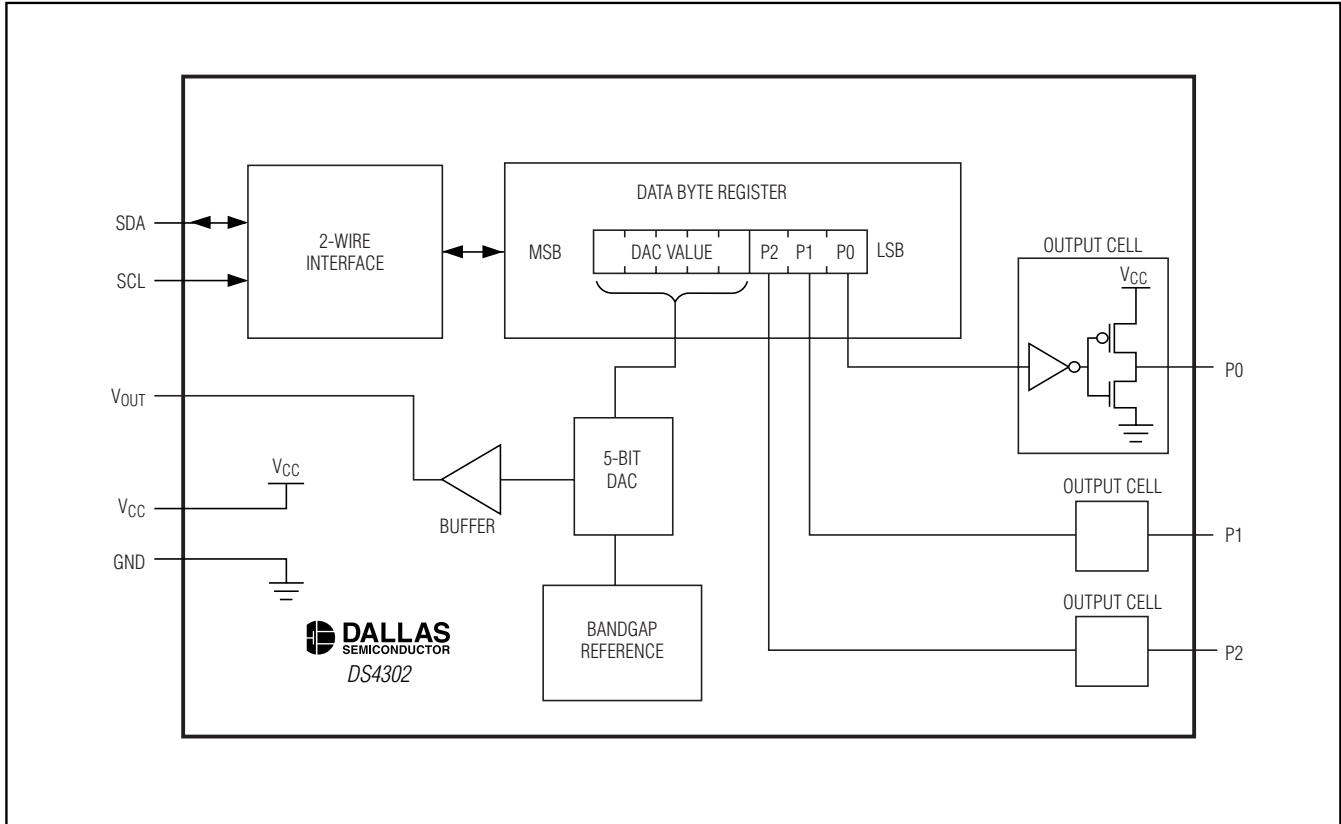 SDA
SCL
2-WIRE
INTERFACE
DATA BYTE REGISTER
MSB
DAC VALUE
P2
P1
P0
LSB
OUTPUT CELL
VCC
P0
VOUT
BUFFER
5-BIT
DAC
VCC
VCC
GND
BANDGAP
REFERENCE
OUTPUT CELL
P1
OUTPUT CELL
P2
DALLAS
SEMICONDUCTOR
DS4302